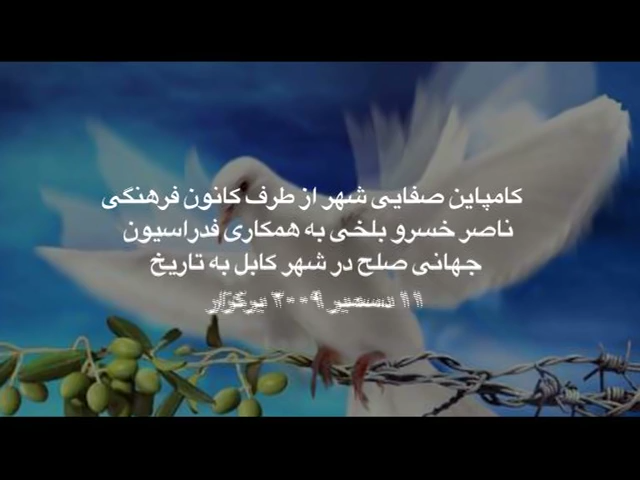 کامپاین صفایی شهر از طرف کانون فرهنگی
ناصر خسرو بلخی به همکاری فدراسیون
جهانی صلح در شهر کابل به تاریخ
۱۱ دسمبر ۲۰۰۹ برگزار